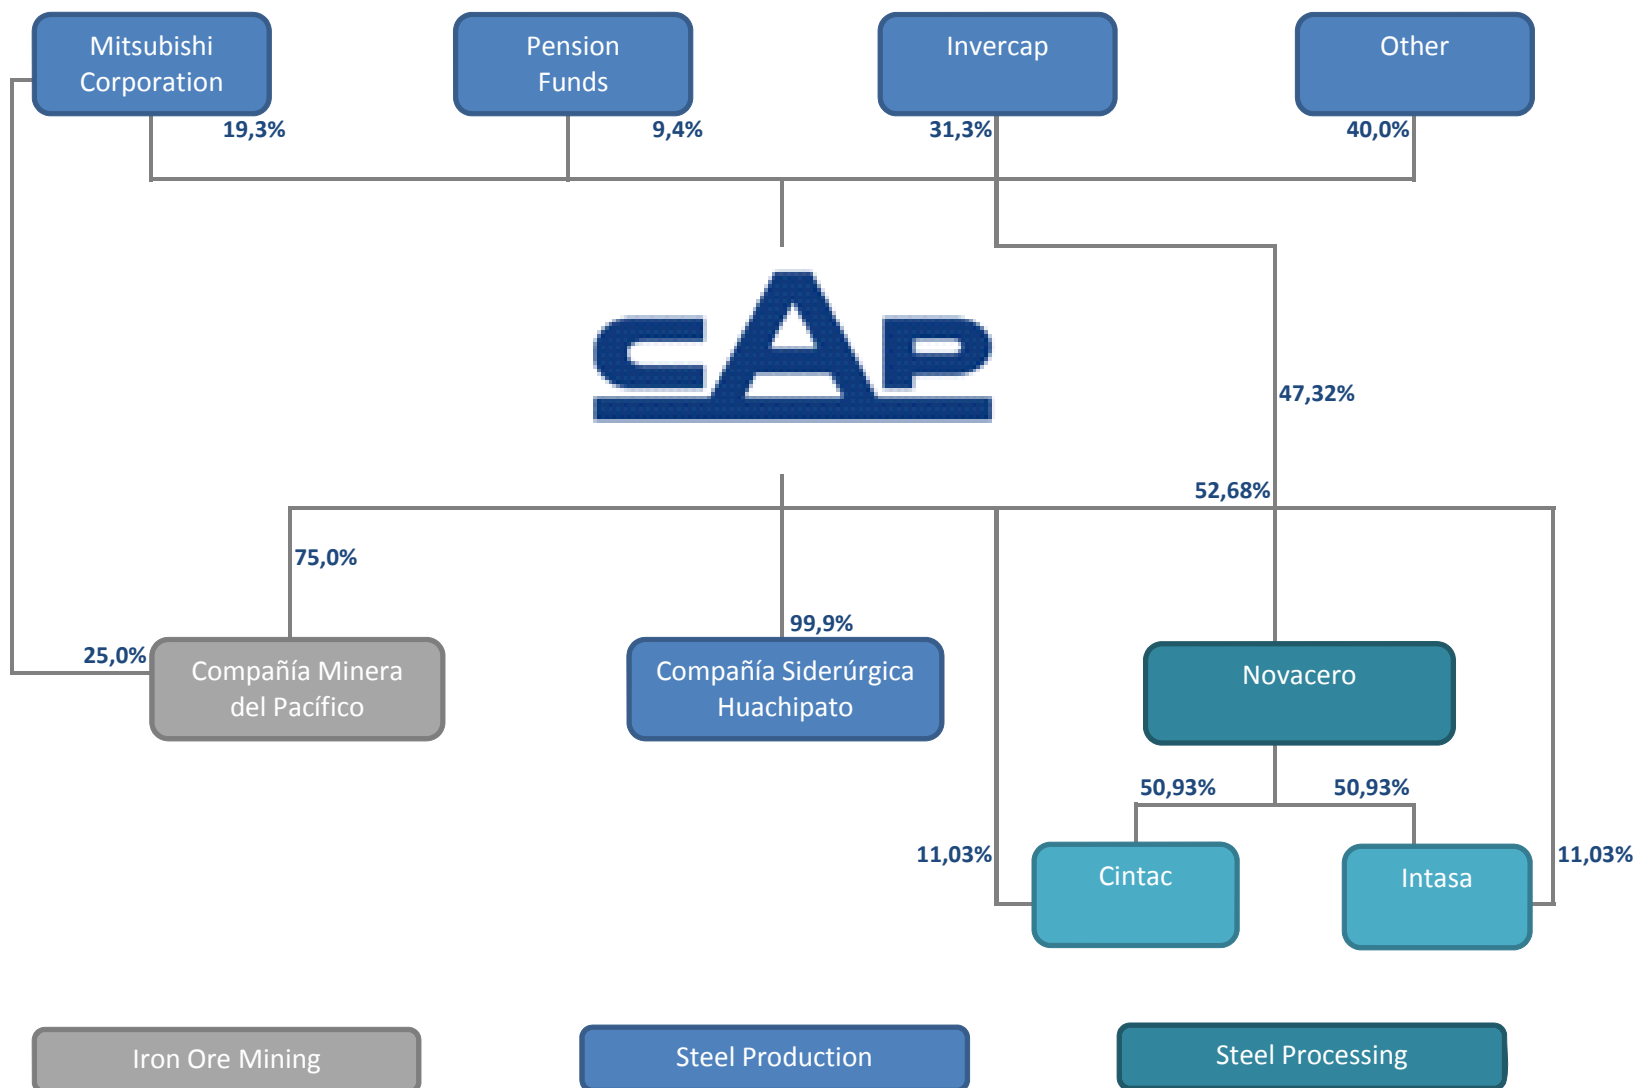 Mitsubishi
Corporation
Pension
Funds
Invercap
Other
19,3%
9,4%
31,3%
40,0%
CAP
47,32%
52,68%
75,0%
99,9%
25,0%
Compañía Minera
del Pacífico
Compañía Siderúrgica
Huachipato
Novacero
50,93%
50,93%
11,03%
Cintac
Intasa
11,03%
Iron Ore Mining
Steel Production
Steel Processing